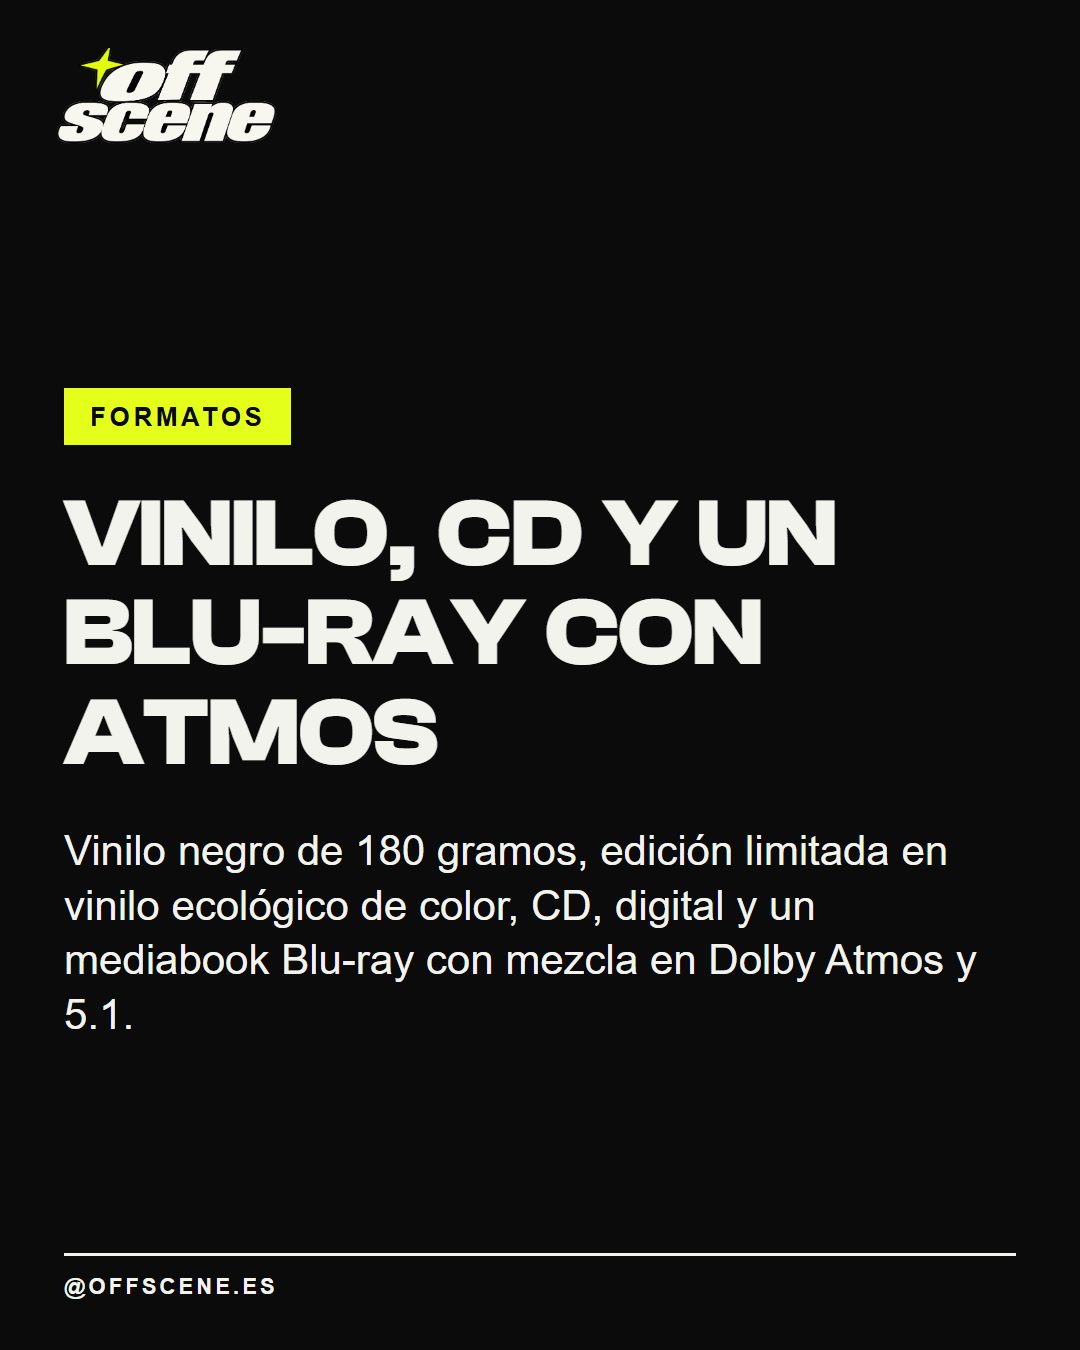 off
scene
FORMATOS
VINILO, CD Y UN
BLU-RAY CON
ATMOS
Vinilo negro de 180 gramos, edición limitada en
vinilo ecológico de color, CD, digital y un
mediabook Blu-ray con mezcla en Dolby Atmos y
5.1.
@OFFSCENE.ES